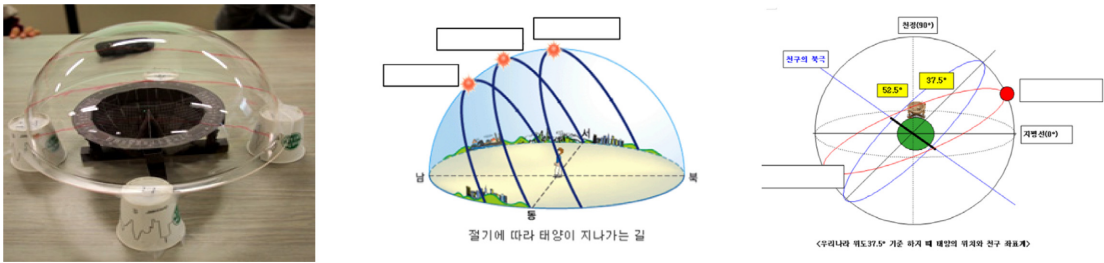 서
남
북
동
절기에 따라 태양이 지나가는 길
천정(90°)
천구의 북극
37.5°
52.5°
지평선(0°)
<우리나라 위도37.5° 기준 하지 때 태양의 위치와 천구 좌표계>